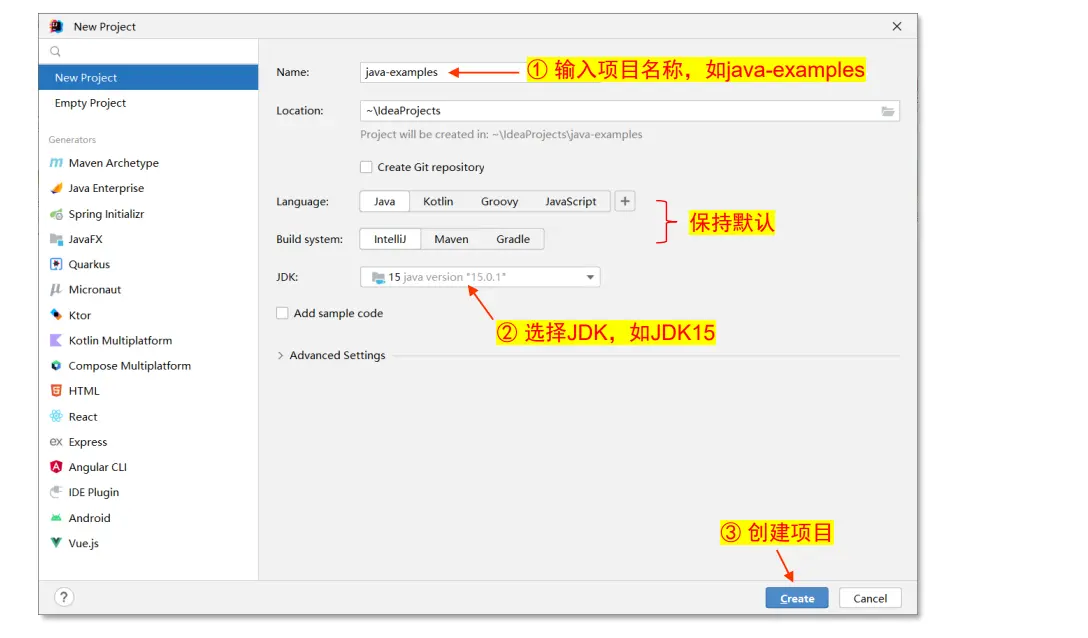 New Project
New Project
Empty Project
Generators
Maven Archetype
Java Enterprise
Spring Initializr
JavaFX
Quarkus
Micronaut
Ktor
Kotlin Multiplatform
Compose Multiplatform
HTML
React
Express
Angular CLI
IDE Plugin
Android
Vue.js
Name: java-examples ① 输入项目名称，如java-examples
Location: ~\IdeaProjects
Project will be created in: ~\IdeaProjects\java-examples
Create Git repository
Language: Java Kotlin Groovy JavaScript +
保持默认
Build system: IntelliJ Maven Gradle
JDK: 15 java version "15.0.1"
Add sample code
② 选择JDK，如JDK15
Advanced Settings
③ 创建项目
? Create Cancel